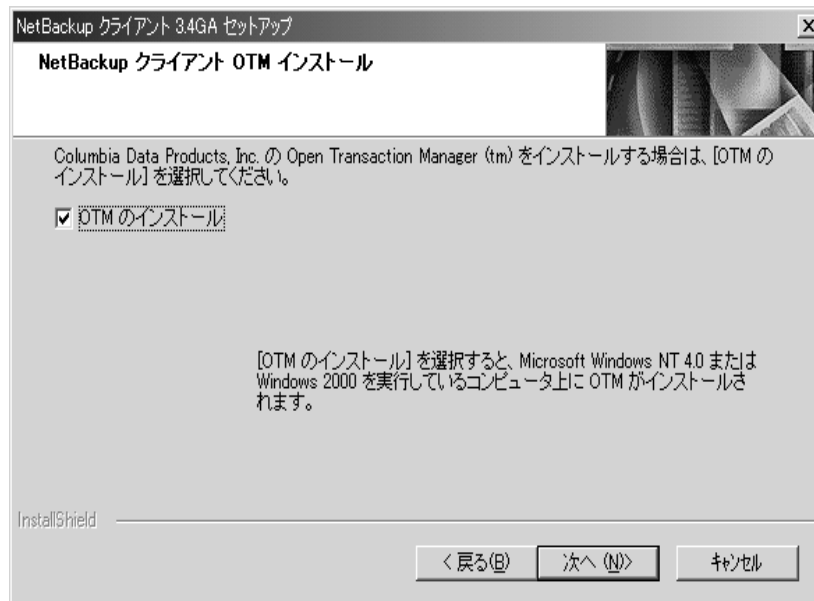 NetBackup クライアント 3.4GA セットアップ
NetBackup クライアント OTM インストール
Columbia Data Products, Inc. の Open Transaction Manager (tm) をインストールする場合は、[OTM の
インストール] を選択してください。
OTM のインストール
[OTM のインストール] を選択すると、Microsoft Windows NT 4.0 または
Windows 2000 を実行しているコンピュータ上に OTM がインストールさ
れます。
InstallShield
< 戻る(B)
次へ (N)>
キャンセル